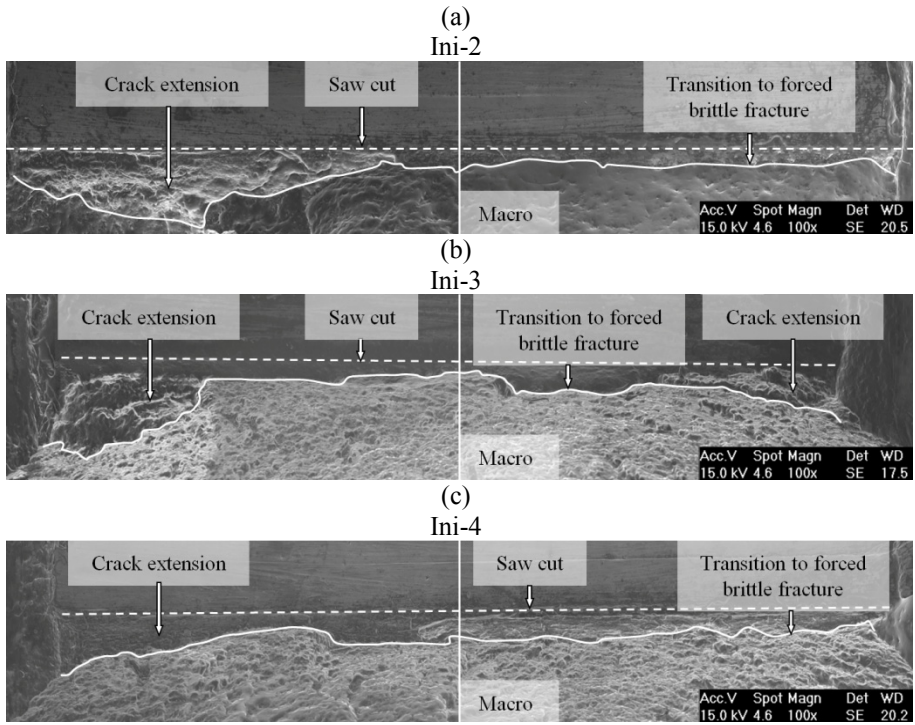 (a)
Ini-2
Crack extension
Saw cut
Transition to forced
brittle fracture
Macro
Acc.V Spot Magn Det WD
15.0 kV 4.6 100x SE 20.5
(b)
Ini-3
Crack extension
Saw cut
Transition to forced
brittle fracture
Crack extension
Macro
Acc.V Spot Magn Det WD
15.0 kV 4.6 100x SE 17.5
(c)
Ini-4
Crack extension
Saw cut
Transition to forced
brittle fracture
Macro
Acc.V Spot Magn Det WD
15.0 kV 4.6 100x SE 20.2